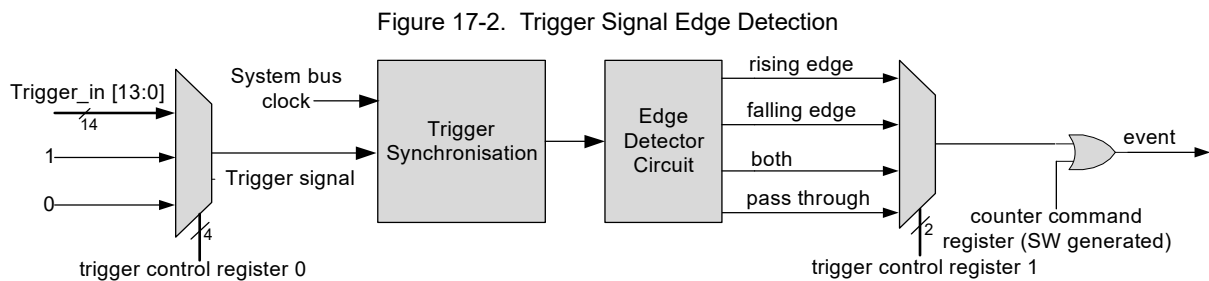 Figure 17-2.  Trigger Signal Edge Detection
Trigger_in [13:0]
14
1
0
4
trigger control register 0
Trigger signal
System bus
clock
Trigger
Synchronisation
Edge
Detector
Circuit
rising edge
falling edge
both
pass through
2
trigger control register 1
counter command
register (SW generated)
event